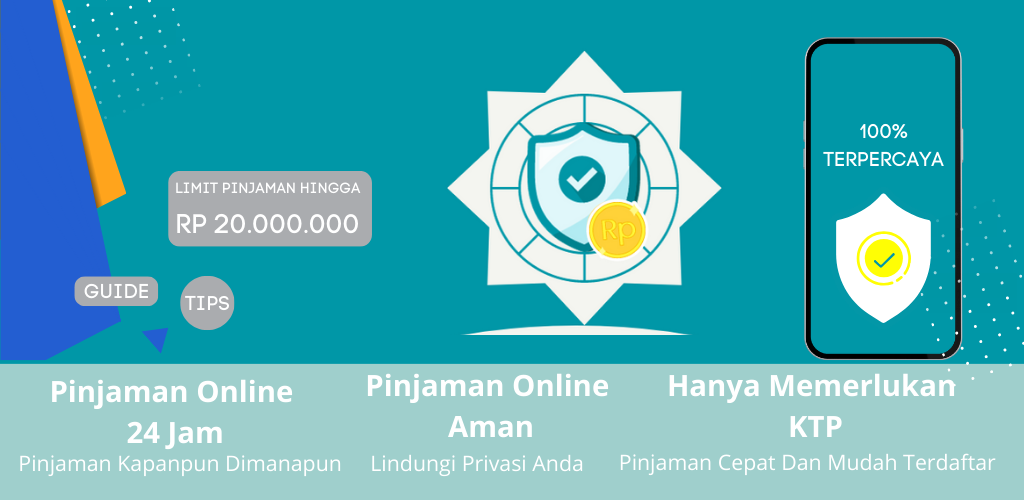 LIMIT PINJAMAN HINGGA
RP 20.000.000
GUIDE
TIPS
Rp
100%
TERPERCAYA
Pinjaman Online
24 Jam
Pinjaman Kapanpun Dimanapun
Pinjaman Online
Aman
Lindungi Privasi Anda
Hanya Memerlukan
KTP
Pinjaman Cepat Dan Mudah Terdaftar